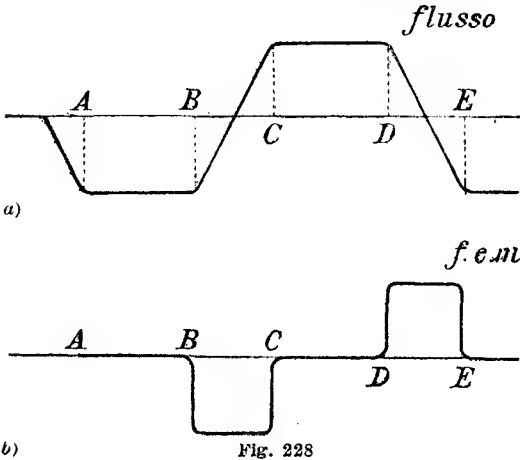 flusso
A B E
C D
a)
f.e.m
A B C
D E
b) Fig. 228